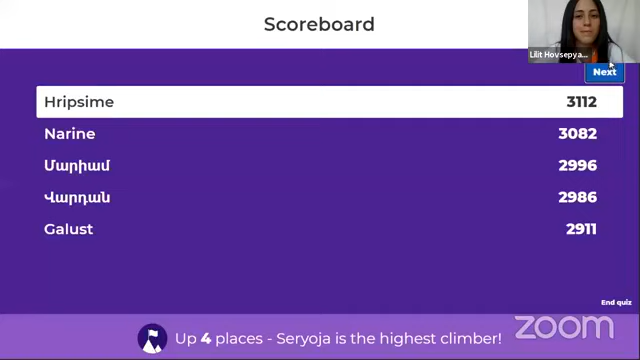 Scoreboard
Lilit Hovsepya...
Next
Hripsime 3112
Narine 3082
Մարիամ 2996
Վարդան 2986
Galust 2911
End quiz
Up 4 places - Seryoja is the highest climber!
zoom